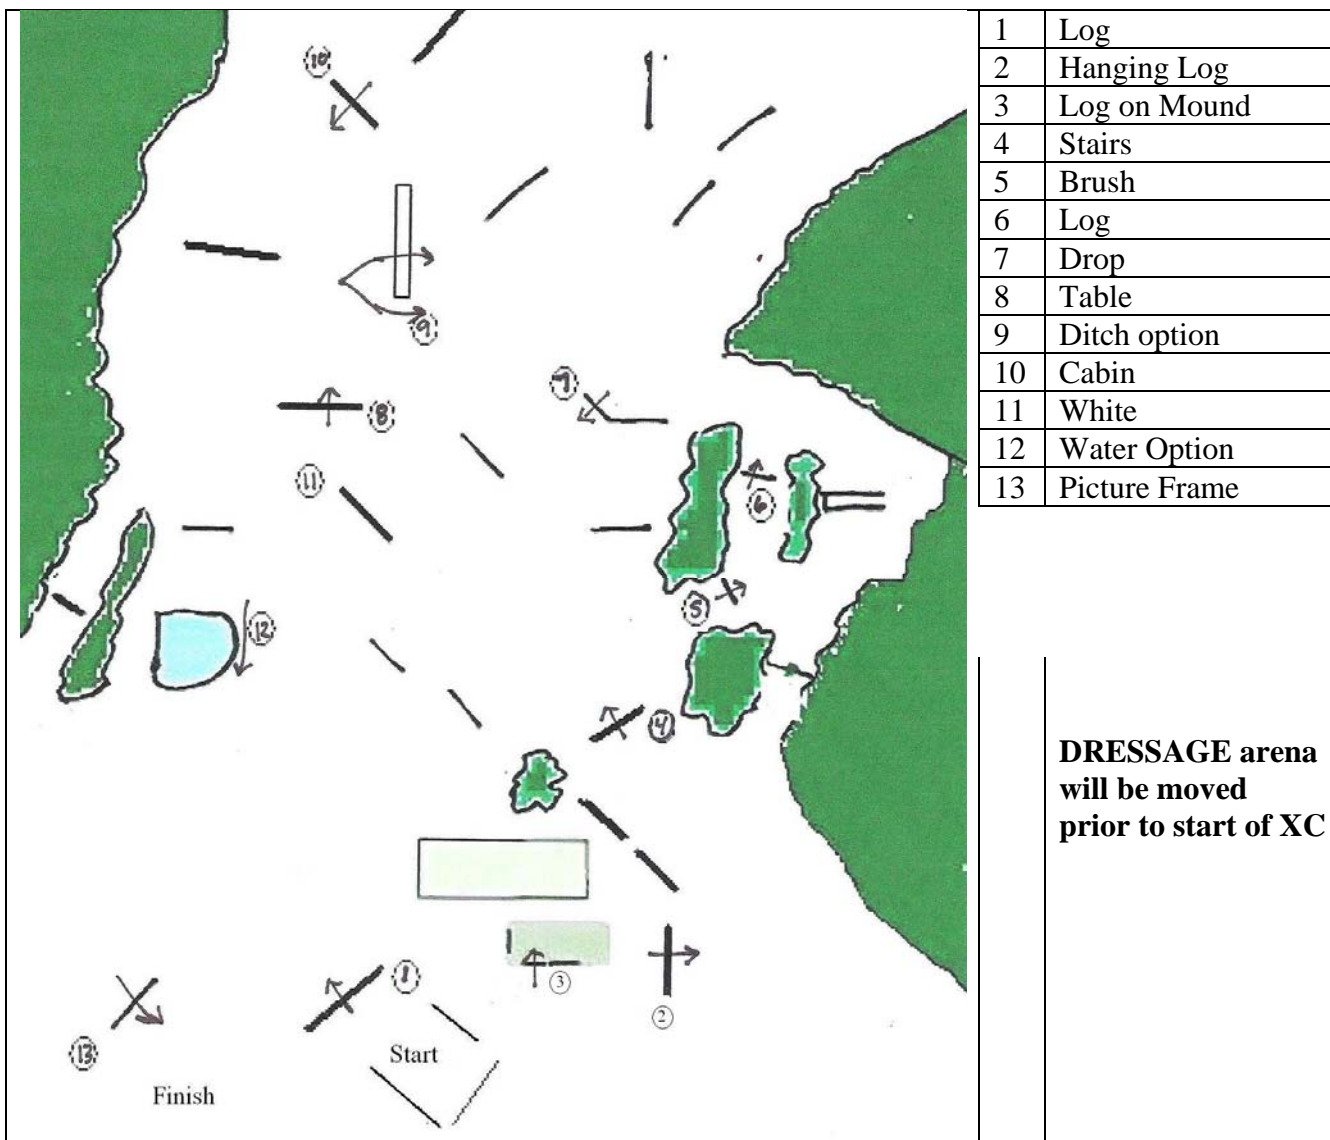 10
9
7
8
11
6
5
12
4
1
3
2
13
Start
Finish
1 Log
2 Hanging Log
3 Log on Mound
4 Stairs
5 Brush
6 Log
7 Drop
8 Table
9 Ditch option
10 Cabin
11 White
12 Water Option
13 Picture Frame
DRESSAGE arena
will be moved
prior to start of XC